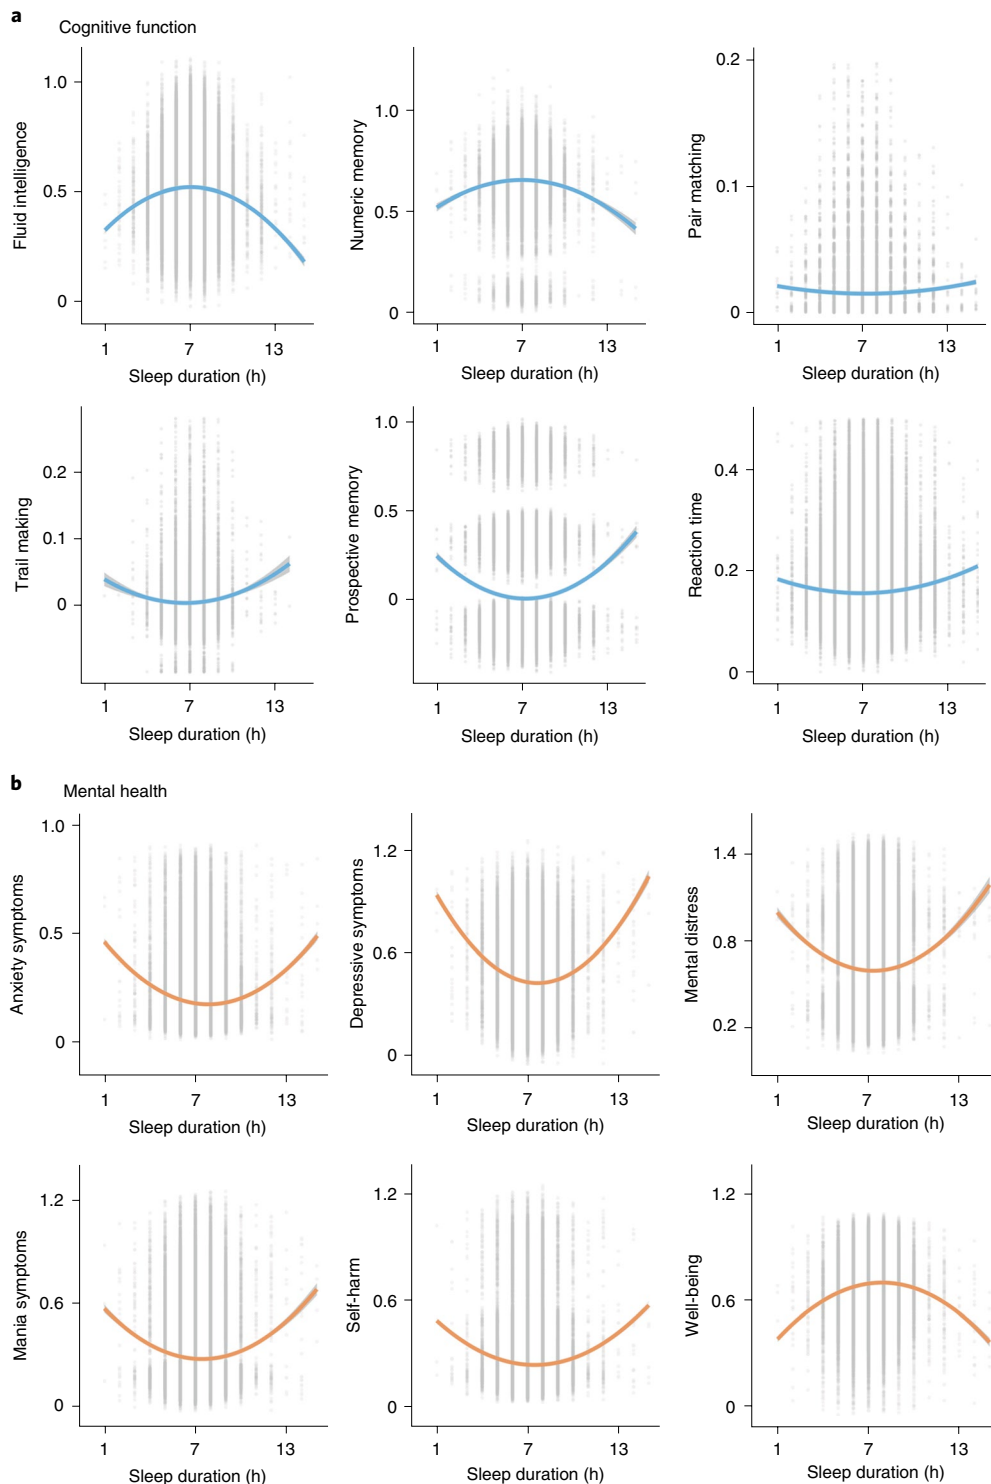 a
Cognitive function
Fluid intelligence
1.0
0.5
0
1 7 13
Sleep duration (h)
Numeric memory
1.0
0.5
0
1 7 13
Sleep duration (h)
Pair matching
0.2
0.1
0
1 7 13
Sleep duration (h)
Trail making
0.2
0.1
0
1 7 13
Sleep duration (h)
Prospective memory
1.0
0.5
0
1 7 13
Sleep duration (h)
Reaction time
0.4
0.2
0
1 7 13
Sleep duration (h)
b
Mental health
Anxiety symptoms
1.0
0.5
0
1 7 13
Sleep duration (h)
Depressive symptoms
1.2
0.6
0
1 7 13
Sleep duration (h)
Mental distress
1.4
0.8
0.2
1 7 13
Sleep duration (h)
Mania symptoms
1.2
0.6
0
1 7 13
Sleep duration (h)
Self-harm
1.2
0.6
0
1 7 13
Sleep duration (h)
Well-being
1.2
0.6
0
1 7 13
Sleep duration (h)